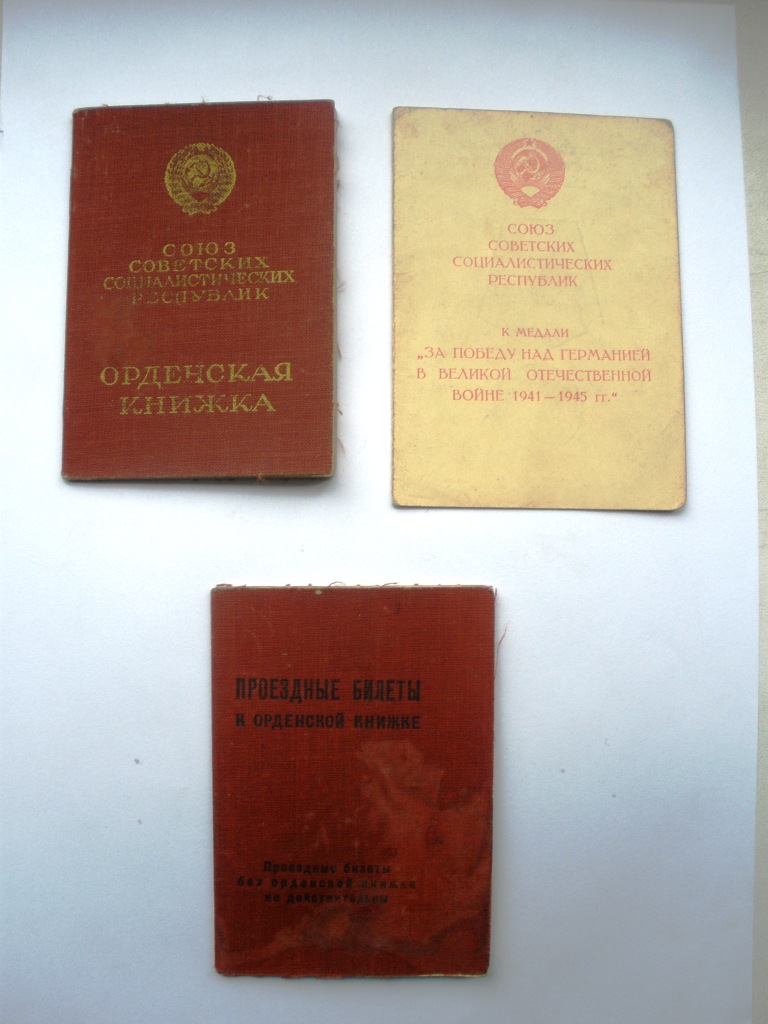 СОЮЗ
СОВЕТСКИХ
СОЦИАЛИСТИЧЕСКИХ
РЕСПУБЛИК
ОРДЕНСКАЯ
КНИЖКА
СОЮЗ
СОВЕТСКИХ
СОЦИАЛИСТИЧЕСКИХ
РЕСПУБЛИК
К МЕДАЛИ
„ЗА ПОБЕДУ НАД ГЕРМАНИЕЙ
В ВЕЛИКОЙ ОТЕЧЕСТВЕННОЙ
ВОЙНЕ 1941—1945 гг.“
ПРОЕЗДНЫЕ БИЛЕТЫ
К ОРДЕНСКОЙ КНИЖКЕ
Проездные билеты
без орденской книжки
не действительны